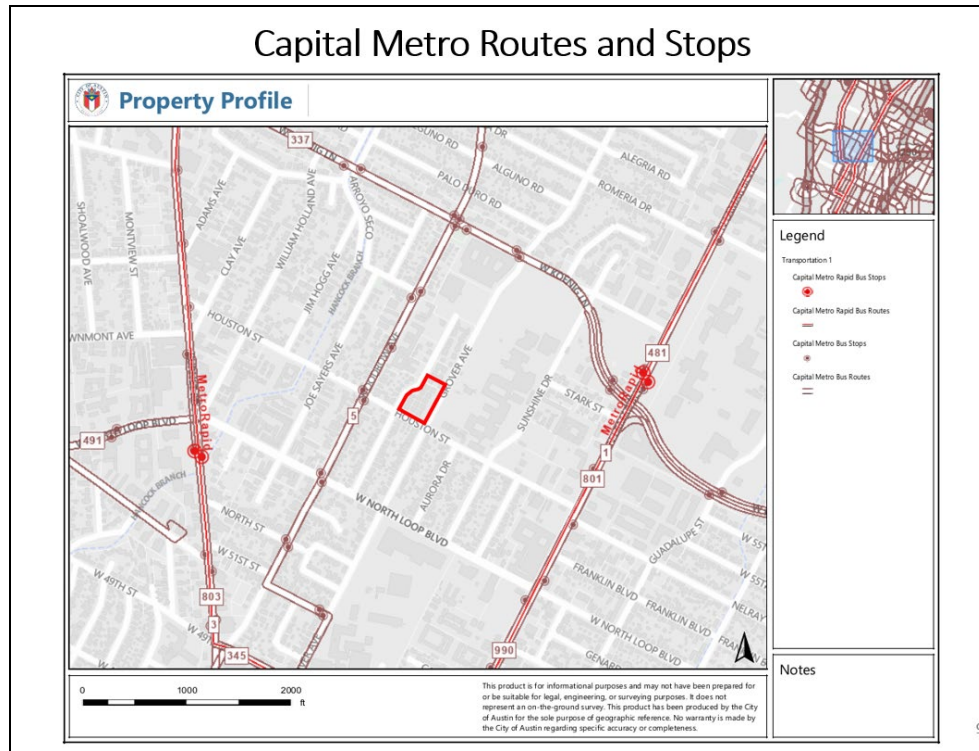 Capital Metro Routes and Stops
Property Profile
337
ALGUNO RD
ALEGRIA RD
ALGUNO RD
PALO DURO RD
ROMERIA DR
ARROYO SECO
ADAMS AVE
WILLIAM HOLLAND AVE
SHOALWOOD AVE
MONTVIEW ST
CLAY AVE
JIM HOGG AVE
HANCOCK BRANCH
W KOENIG LN
HOUSTON ST
JOE SAYERS AVE
GROVER AVE
481
SUNSHINE DR
STARK ST
MetroRapid
MetroRapid
5
HOUSTON ST
491
1
801
AURORA DR
HANCOCK BRANCH
W NORTH LOOP BLVD
NORTH ST
W 51ST ST
GUADALUPE ST
W 49TH ST
FRANKLIN BLVD
FRANKLIN BLVD
803
3
W NORTH LOOP BLVD
345
990
Legend
Transportation 1
Capital Metro Rapid Bus Stops
Capital Metro Rapid Bus Routes
Capital Metro Bus Stops
Capital Metro Bus Routes
Notes
0 1000 2000
ft
This product is for informational purposes and may not have been prepared for
or be suitable for legal, engineering, or surveying purposes. It does not
represent an on-the-ground survey. This product has been produced by the City
of Austin for the sole purpose of geographic reference. No warranty is made by
the City of Austin regarding specific accuracy or completeness.